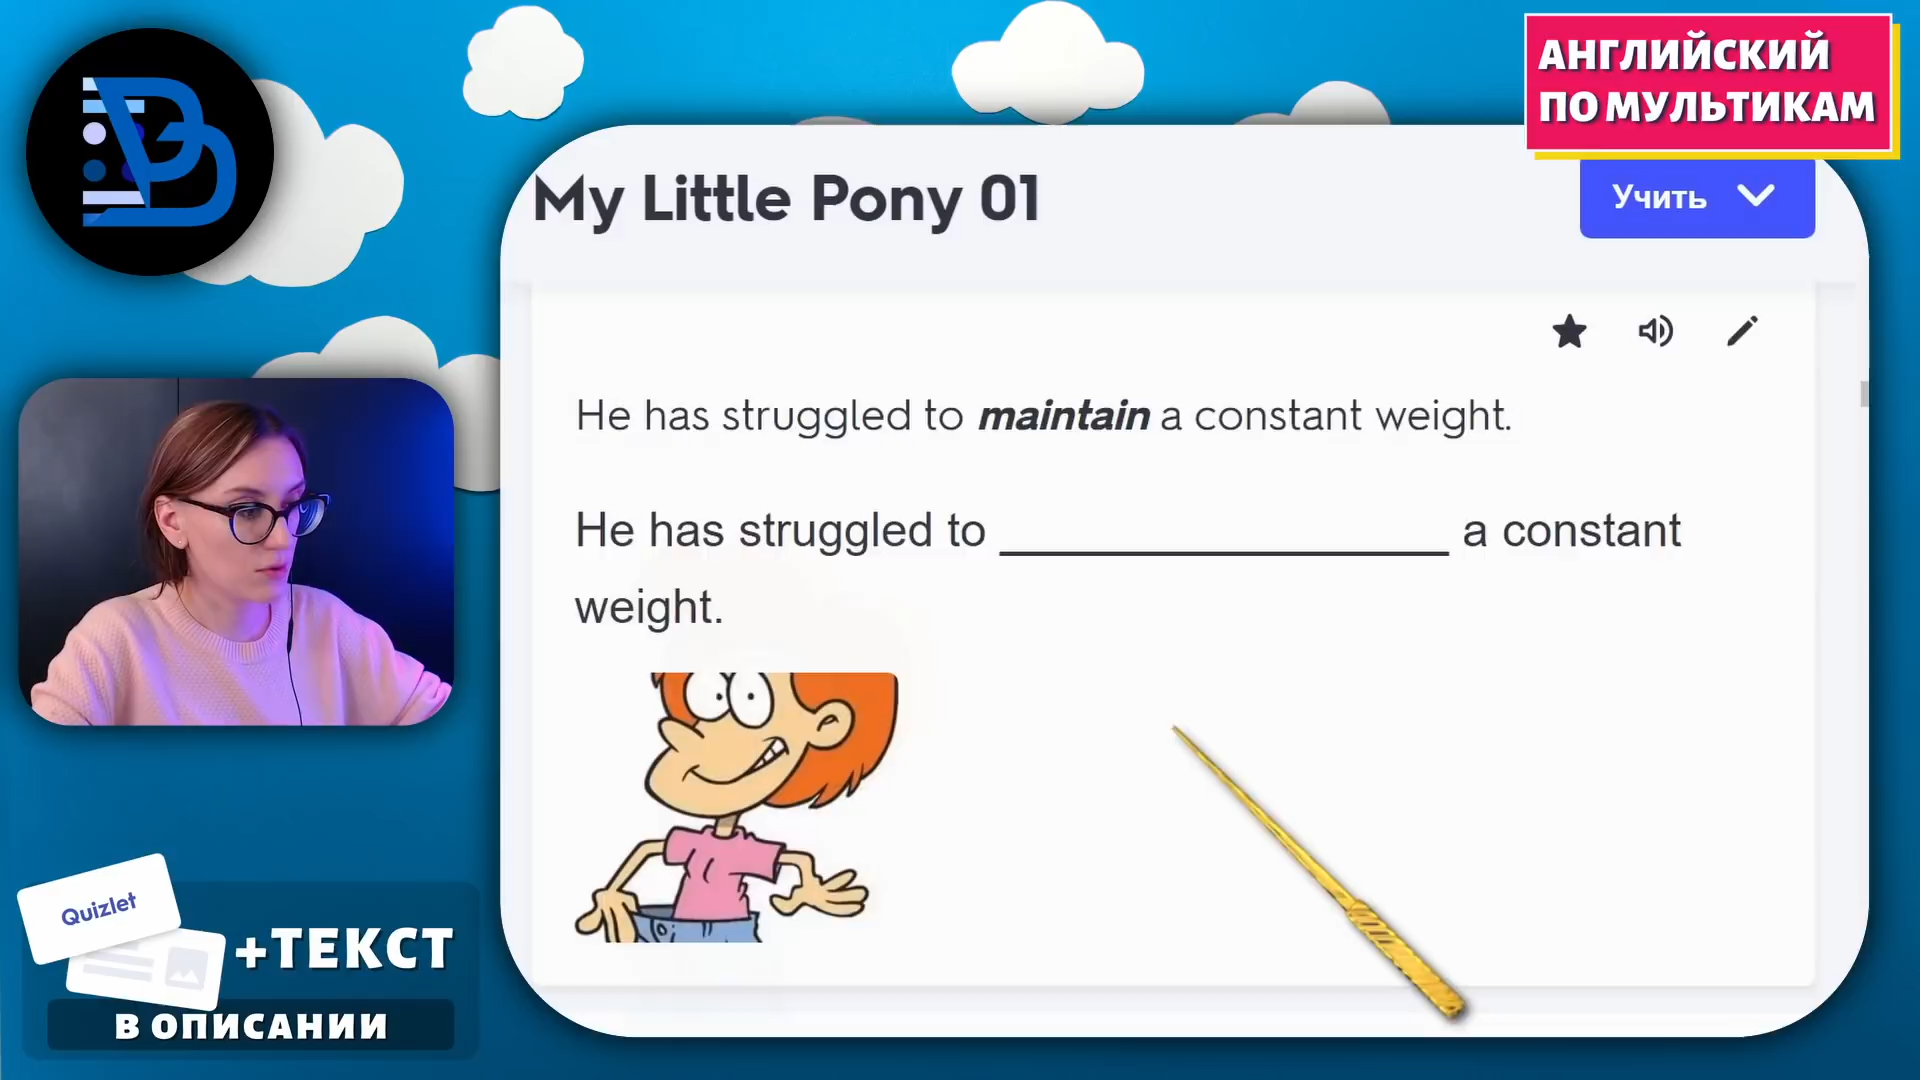 АНГЛИЙСКИЙ
ПО МУЛЬТИКАМ
My Little Pony 01
Учить
He has struggled to maintain a constant weight.
He has struggled to ________________ a constant
weight.
Quizlet
+ТЕКСТ
В ОПИСАНИИ